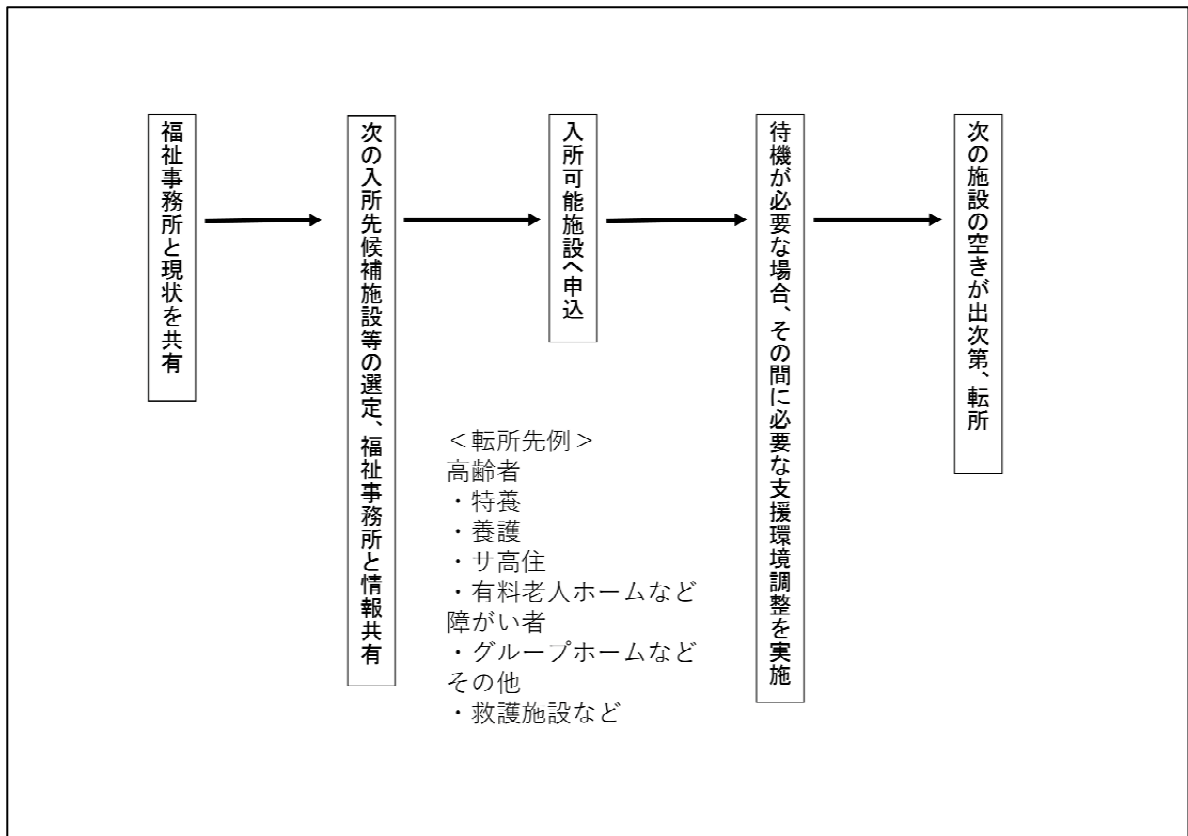 福祉事務所と現状を共有
次の入所先候補施設等の選定、福祉事務所と情報共有
入所可能施設へ申込
＜転所先例＞
高齢者
・特養
・養護
・サ高住
・有料老人ホームなど
障がい者
・グループホームなど
その他
・救護施設など
待機が必要な場合、その間に必要な支援環境調整を実施
次の施設の空きが出次第、転所